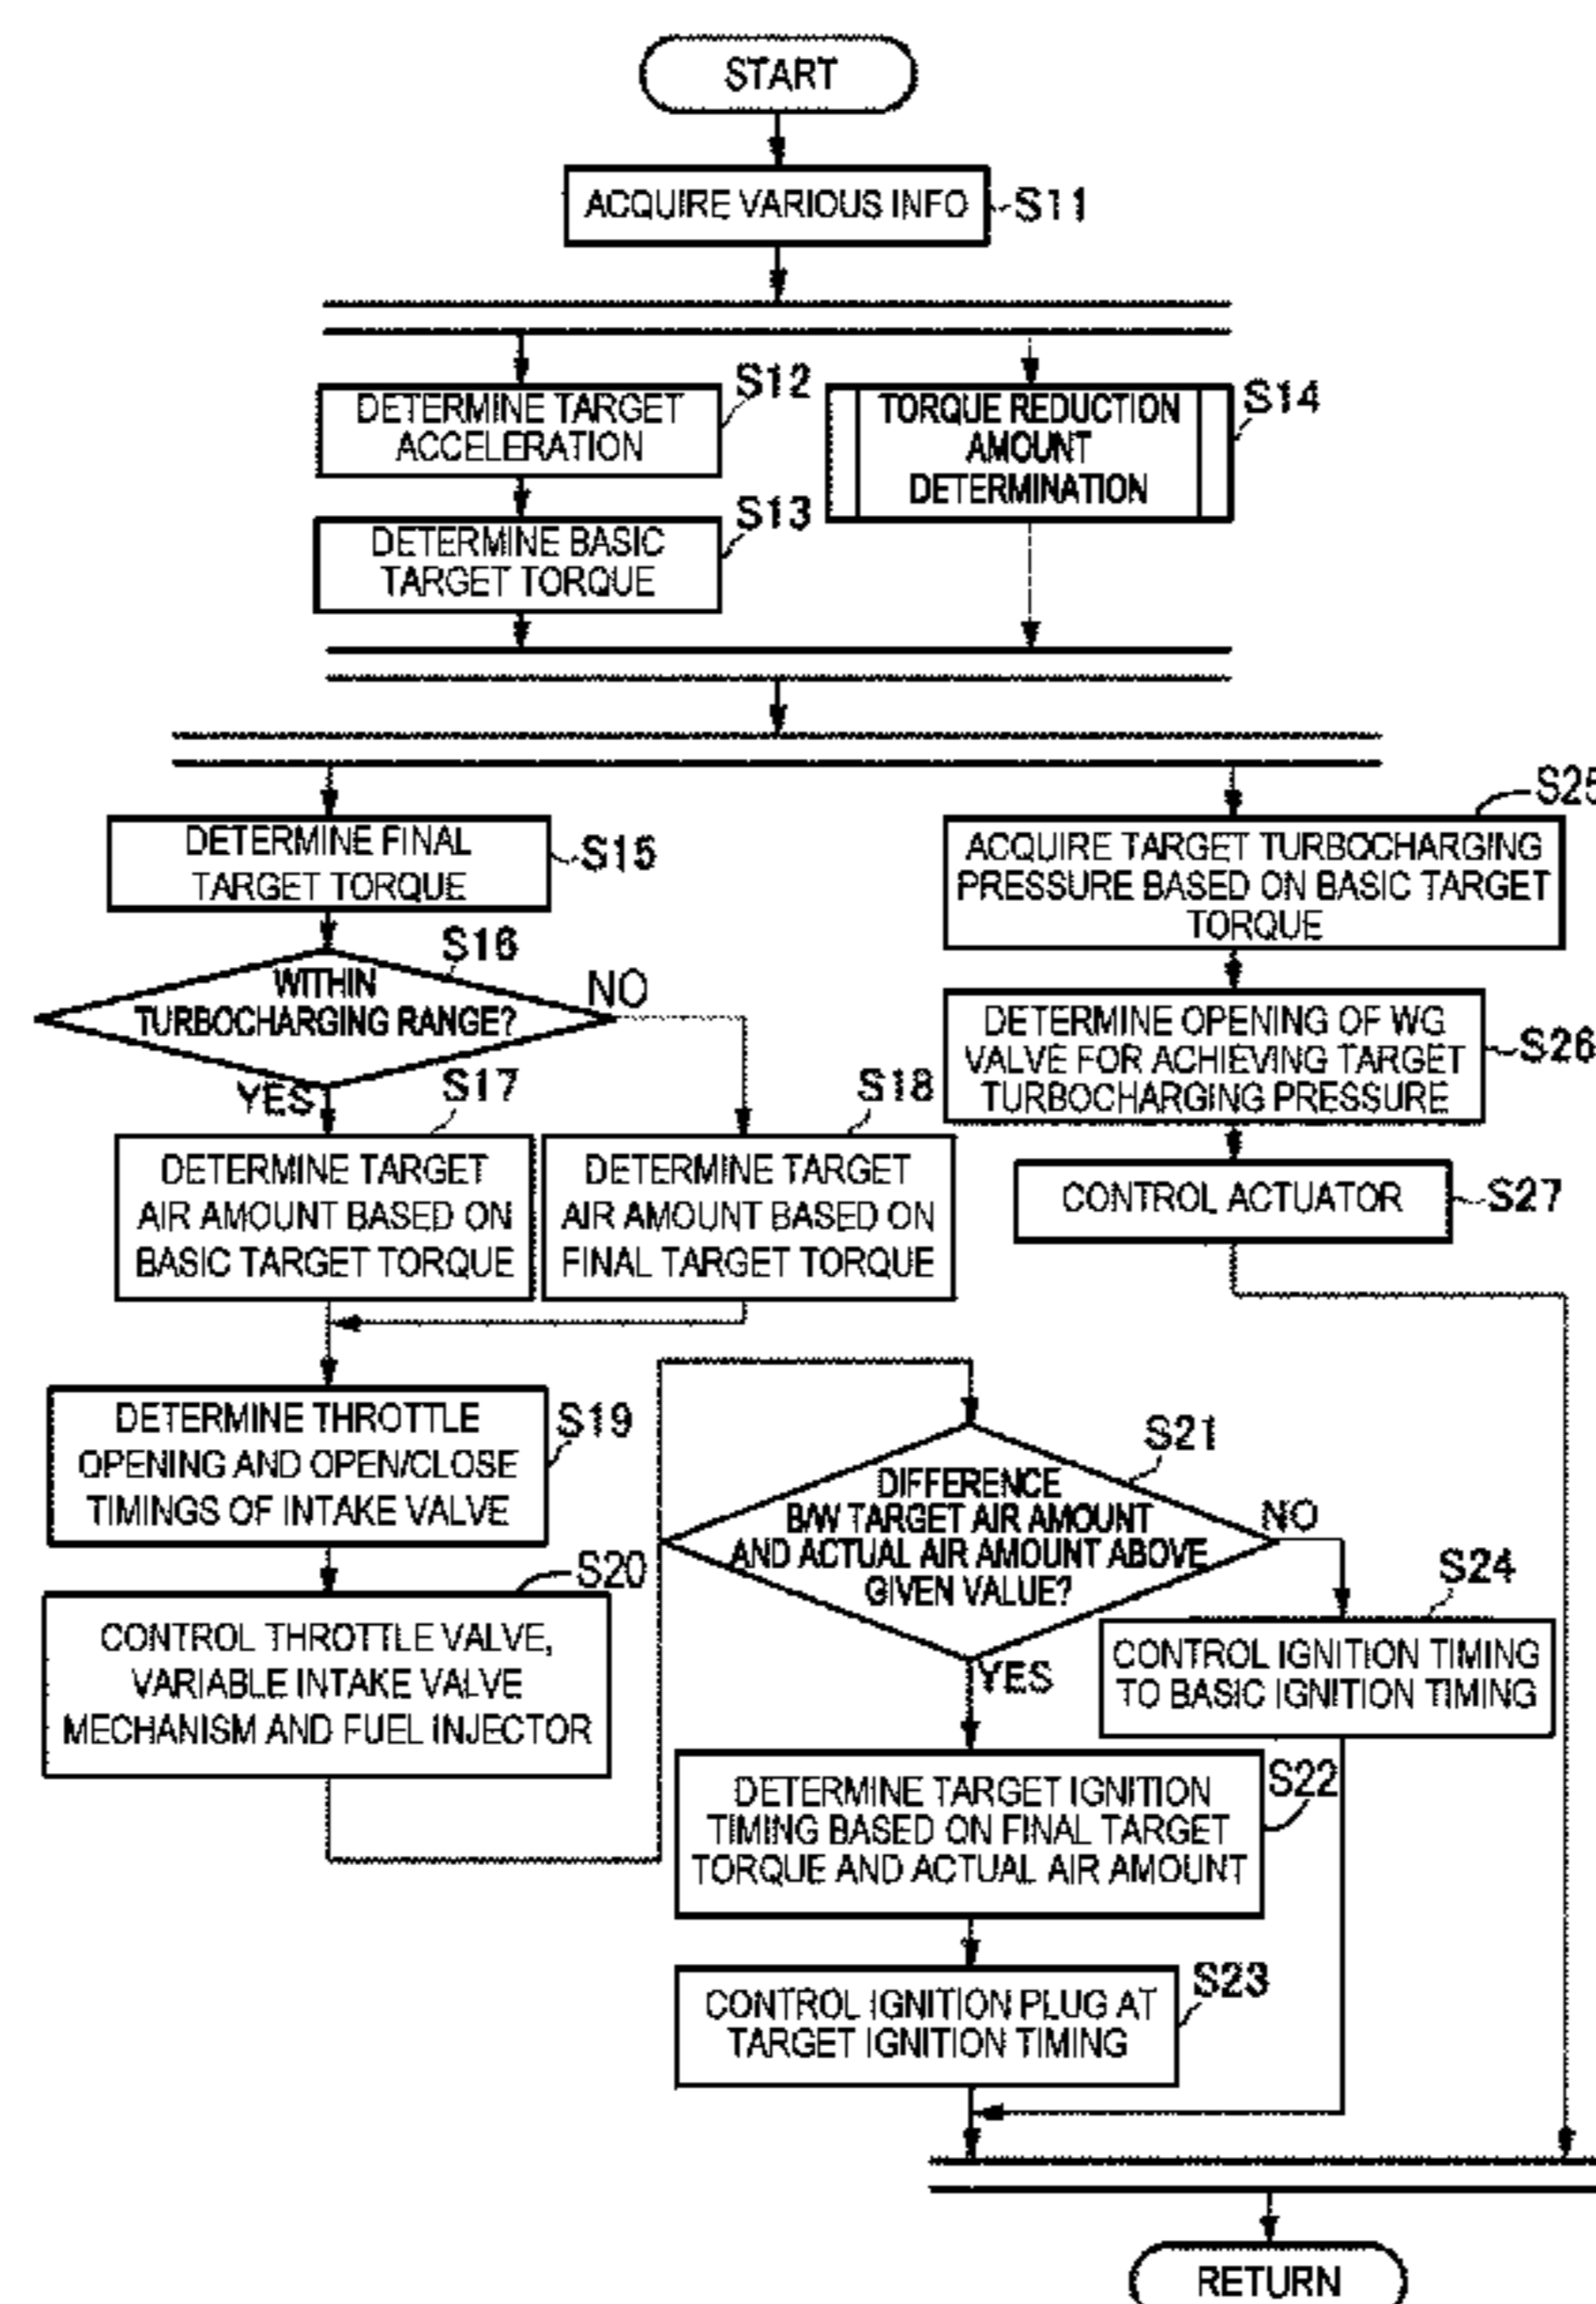 START
ACQUIRE VARIOUS INFO
S11
DETERMINE TARGET
ACCELERATION
S12
TORQUE REDUCTION
AMOUNT
DETERMINATION
S14
DETERMINE BASIC
TARGET TORQUE
S13
DETERMINE FINAL
TARGET TORQUE
S15
S25
ACQUIRE TARGET TURBOCHARGING
PRESSURE BASED ON BASIC TARGET
TORQUE
S16
WITHIN
TURBOCHARGING RANGE?
NO
YES
DETERMINE OPENING OF WG
VALVE FOR ACHIEVING TARGET
TURBOCHARGING PRESSURE
S26
S17
DETERMINE TARGET
AIR AMOUNT BASED ON
BASIC TARGET TORQUE
S18
DETERMINE TARGET
AIR AMOUNT BASED ON
FINAL TARGET TORQUE
CONTROL ACTUATOR
S27
DETERMINE THROTTLE
OPENING AND OPEN/CLOSE
TIMINGS OF INTAKE VALVE
S19
S20
CONTROL THROTTLE VALVE,
VARIABLE INTAKE VALVE
MECHANISM AND FUEL INJECTOR
S21
DIFFERENCE
B/W TARGET AIR AMOUNT
AND ACTUAL AIR AMOUNT ABOVE
GIVEN VALUE?
NO
YES
S24
CONTROL IGNITION TIMING
TO BASIC IGNITION TIMING
DETERMINE TARGET IGNITION
TIMING BASED ON FINAL TARGET
TORQUE AND ACTUAL AIR AMOUNT
S22
CONTROL IGNITION PLUG AT
TARGET IGNITION TIMING
S23
RETURN